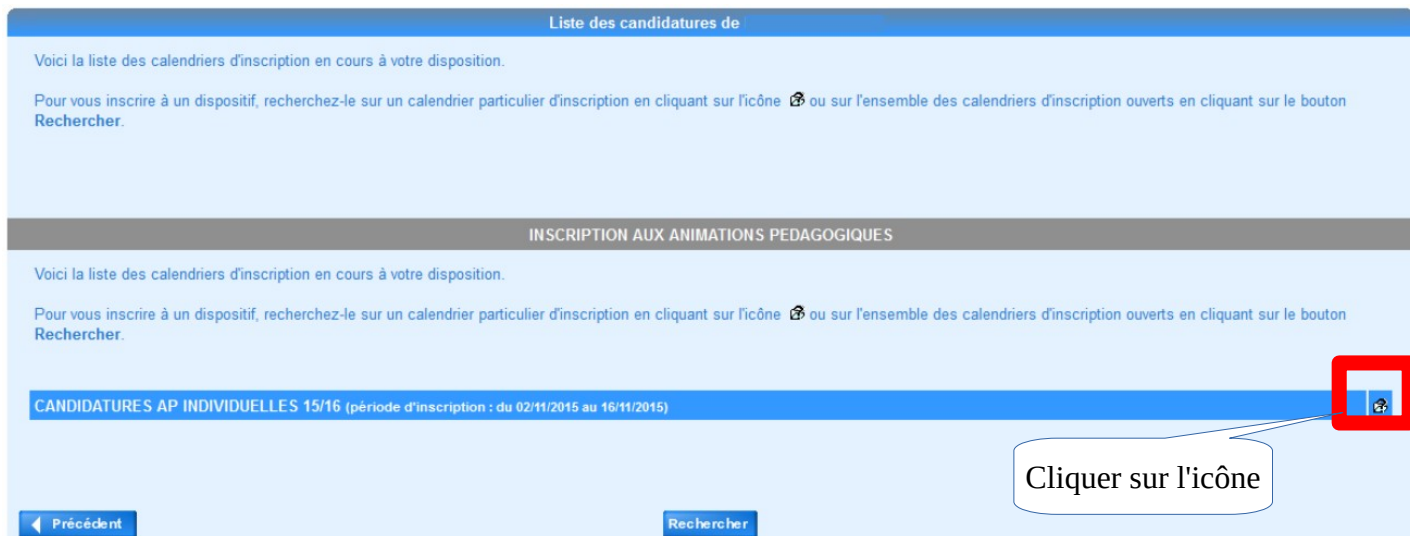 Liste des candidatures de
Voici la liste des calendriers d'inscription en cours à votre disposition.
Pour vous inscrire à un dispositif, recherchez-le sur un calendrier particulier d'inscription en cliquant sur l'icône ou sur l'ensemble des calendriers d'inscription ouverts en cliquant sur le bouton
Rechercher.
INSCRIPTION AUX ANIMATIONS PEDAGOGIQUES
Voici la liste des calendriers d'inscription en cours à votre disposition.
Pour vous inscrire à un dispositif, recherchez-le sur un calendrier particulier d'inscription en cliquant sur l'icône ou sur l'ensemble des calendriers d'inscription ouverts en cliquant sur le bouton
Rechercher.
CANDIDATURES AP INDIVIDUELLES 15/16 (période d'inscription : du 02/11/2015 au 16/11/2015)
Cliquer sur l'icône
Précédent
Rechercher